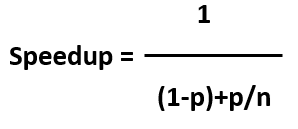 1
Speedup =
(1-p)+p/n